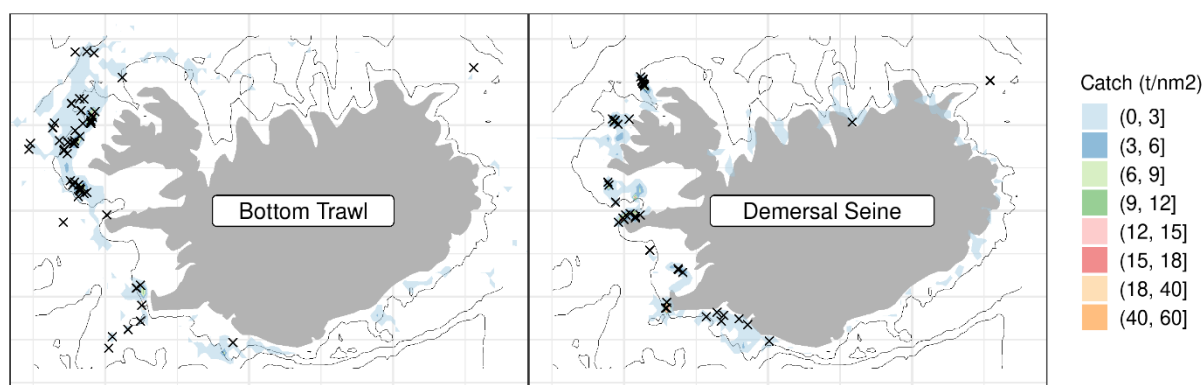 Bottom Trawl
Demersal Seine
Catch (t/nm2)
(0, 3]
(3, 6]
(6, 9]
(9, 12]
(12, 15]
(15, 18]
(18, 40]
(40, 60]